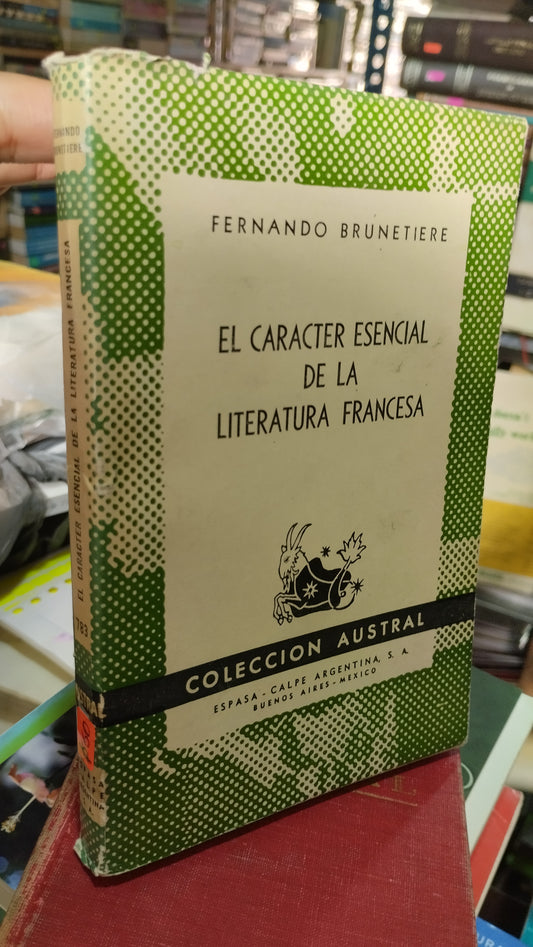 FERNANDO BRUNETIERE
EL CARACTER ESENCIAL
DE LA
LITERATURA FRANCESA
COLECCION AUSTRAL
ESPASA - CALPE ARGENTINA, S. A.
BUENOS AIRES - MEXICO
FERNANDO
EL CARACTER ESENCIAL DE LA LITERATURA FRANCESA
783